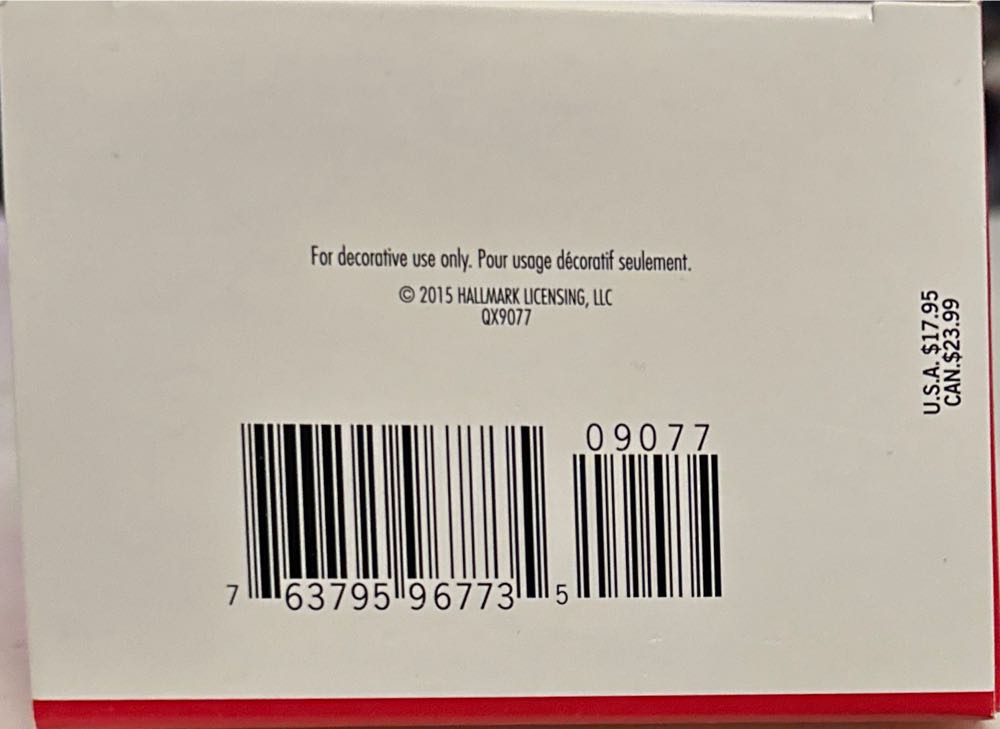 For decorative use only. Pour usage décoratif seulement.
© 2015 HALLMARK LICENSING, LLC
QX9077
U.S.A. $17.95
CAN.$23.99
09077
7 63795 96773 5